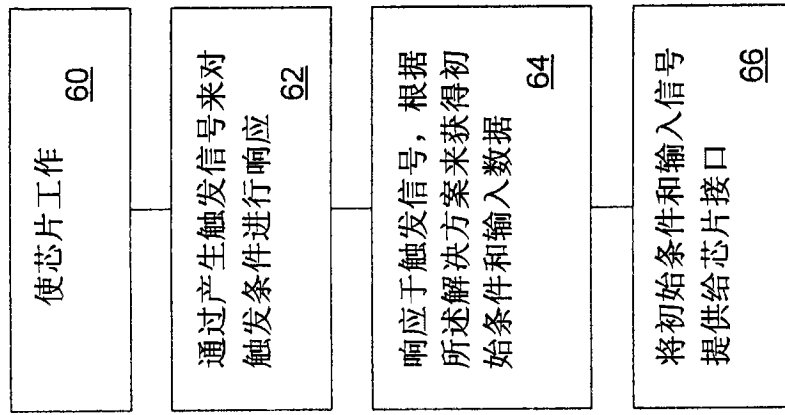 使芯片工作
60
通过产生触发信号来对
触发条件进行响应
62
响应于触发信号，根据
所述解决方案来获得初
始条件和输入数据
64
将初始条件和输入信号
提供给芯片接口
66